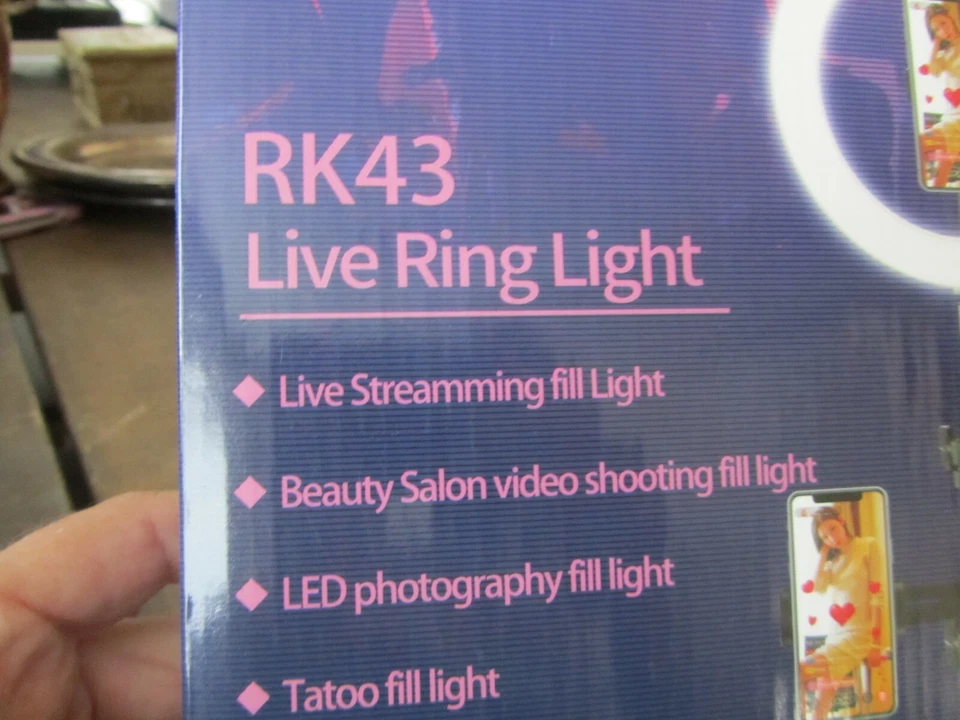 RK43
Live Ring Light
Live Streamming fill Light
Beauty Salon video shooting fill light
LED photography fill light
Tatoo fill light